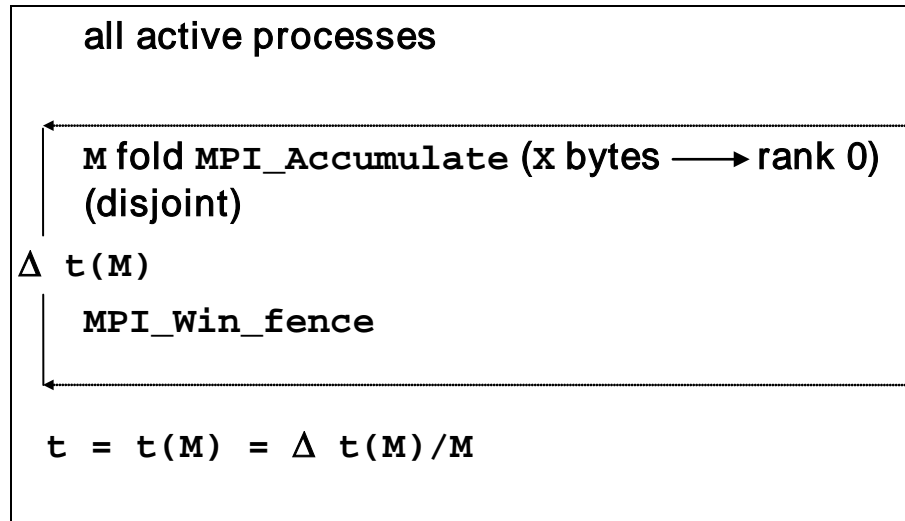 all active processes
M fold MPI_Accumulate (X bytes ⟶ rank 0)
(disjoint)
Δ t(M)
MPI_Win_fence
t = t(M) = Δ t(M)/M